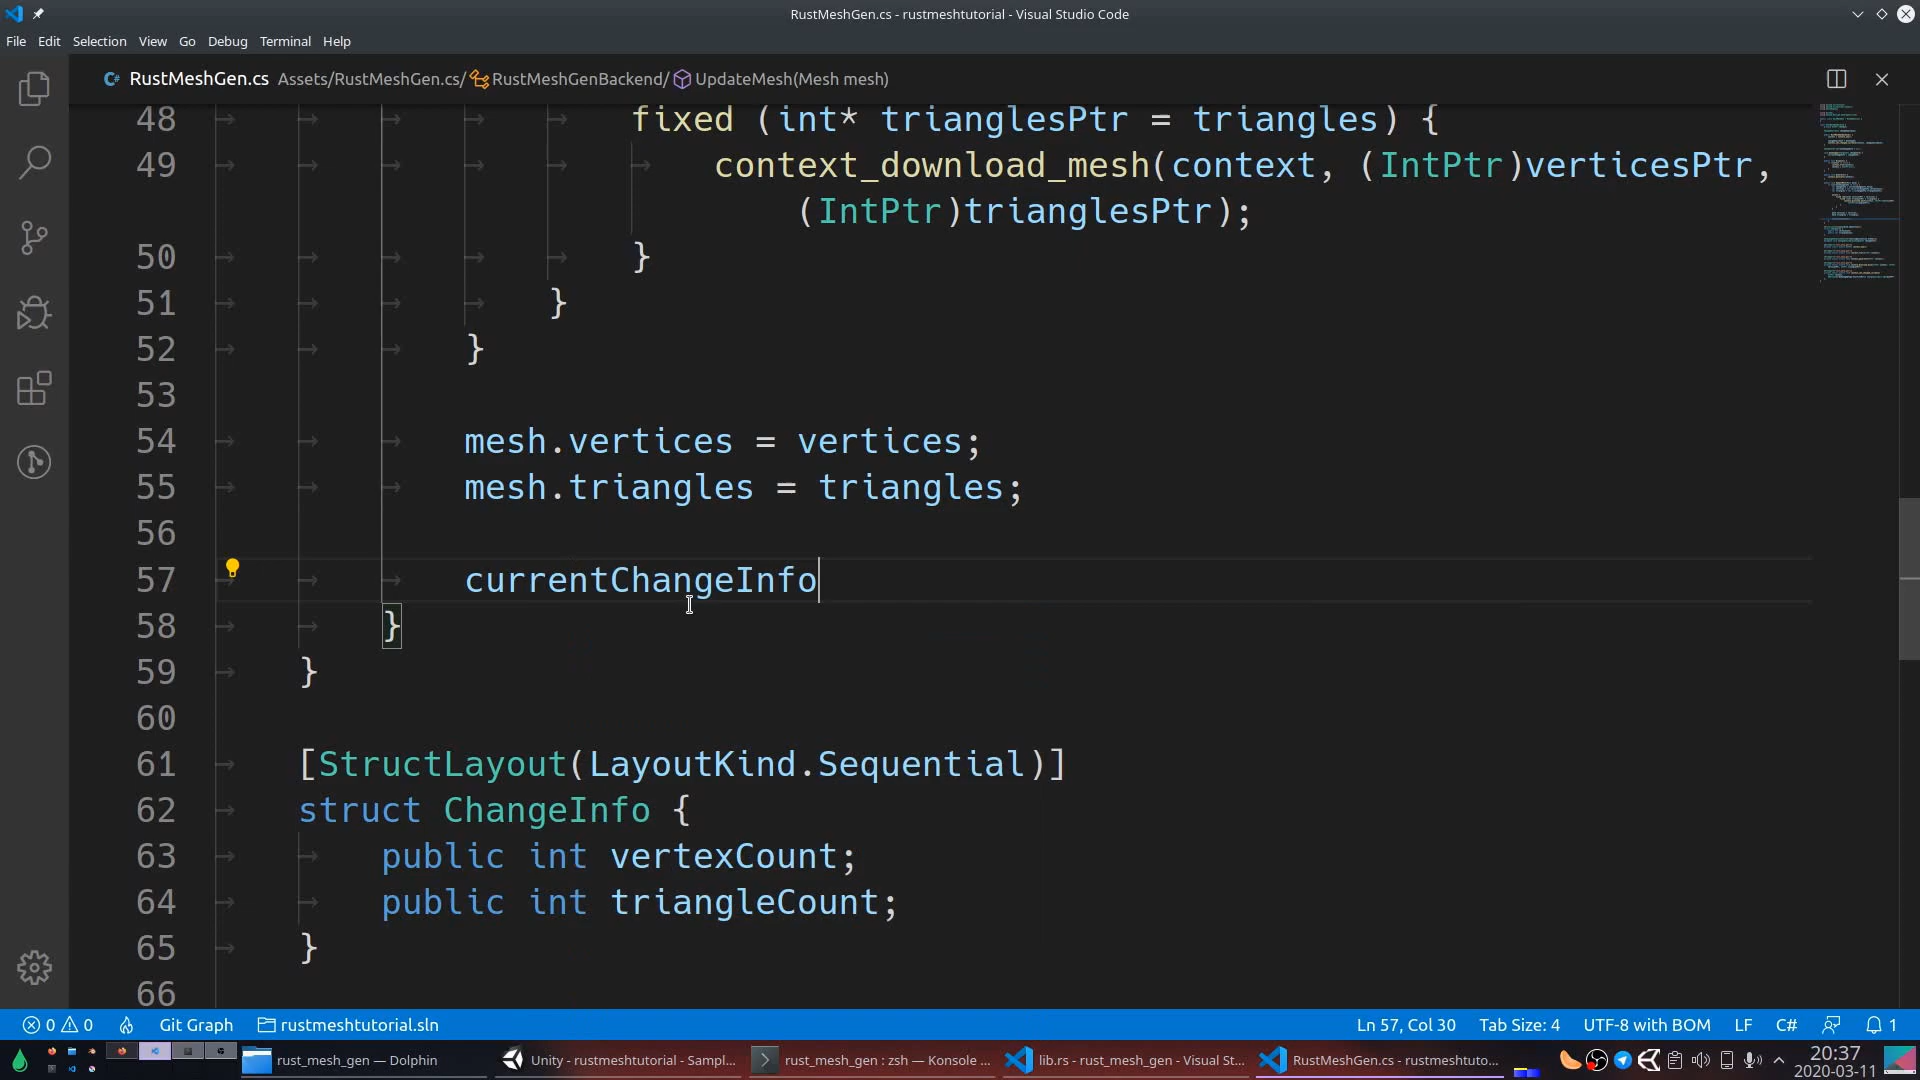 RustMeshGen.cs - rustmeshtutorial - Visual Studio Code
File Edit Selection View Go Debug Terminal Help
C# RustMeshGen.cs Assets/RustMeshGen.cs/ RustMeshGenBackend/ UpdateMesh(Mesh mesh)
48 fixed (int* trianglesPtr = triangles) {
49 context_download_mesh(context, (IntPtr)verticesPtr,
(IntPtr)trianglesPtr);
50 }
51 }
52 }
53
54 mesh.vertices = vertices;
55 mesh.triangles = triangles;
56
57 currentChangeInfo
58 }
59 }
60
61 [StructLayout(LayoutKind.Sequential)]
62 struct ChangeInfo {
63 public int vertexCount;
64 public int triangleCount;
65 }
66
0 0 Git Graph rustmeshtutorial.sln Ln 57, Col 30 Tab Size: 4 UTF-8 with BOM LF C# 1
rust_mesh_gen — Dolphin Unity - rustmeshtutorial - Sampl... rust_mesh_gen : zsh — Konsole ... lib.rs - rust_mesh_gen - Visual St... RustMeshGen.cs - rustmeshtuto... 20:37
2020-03-11